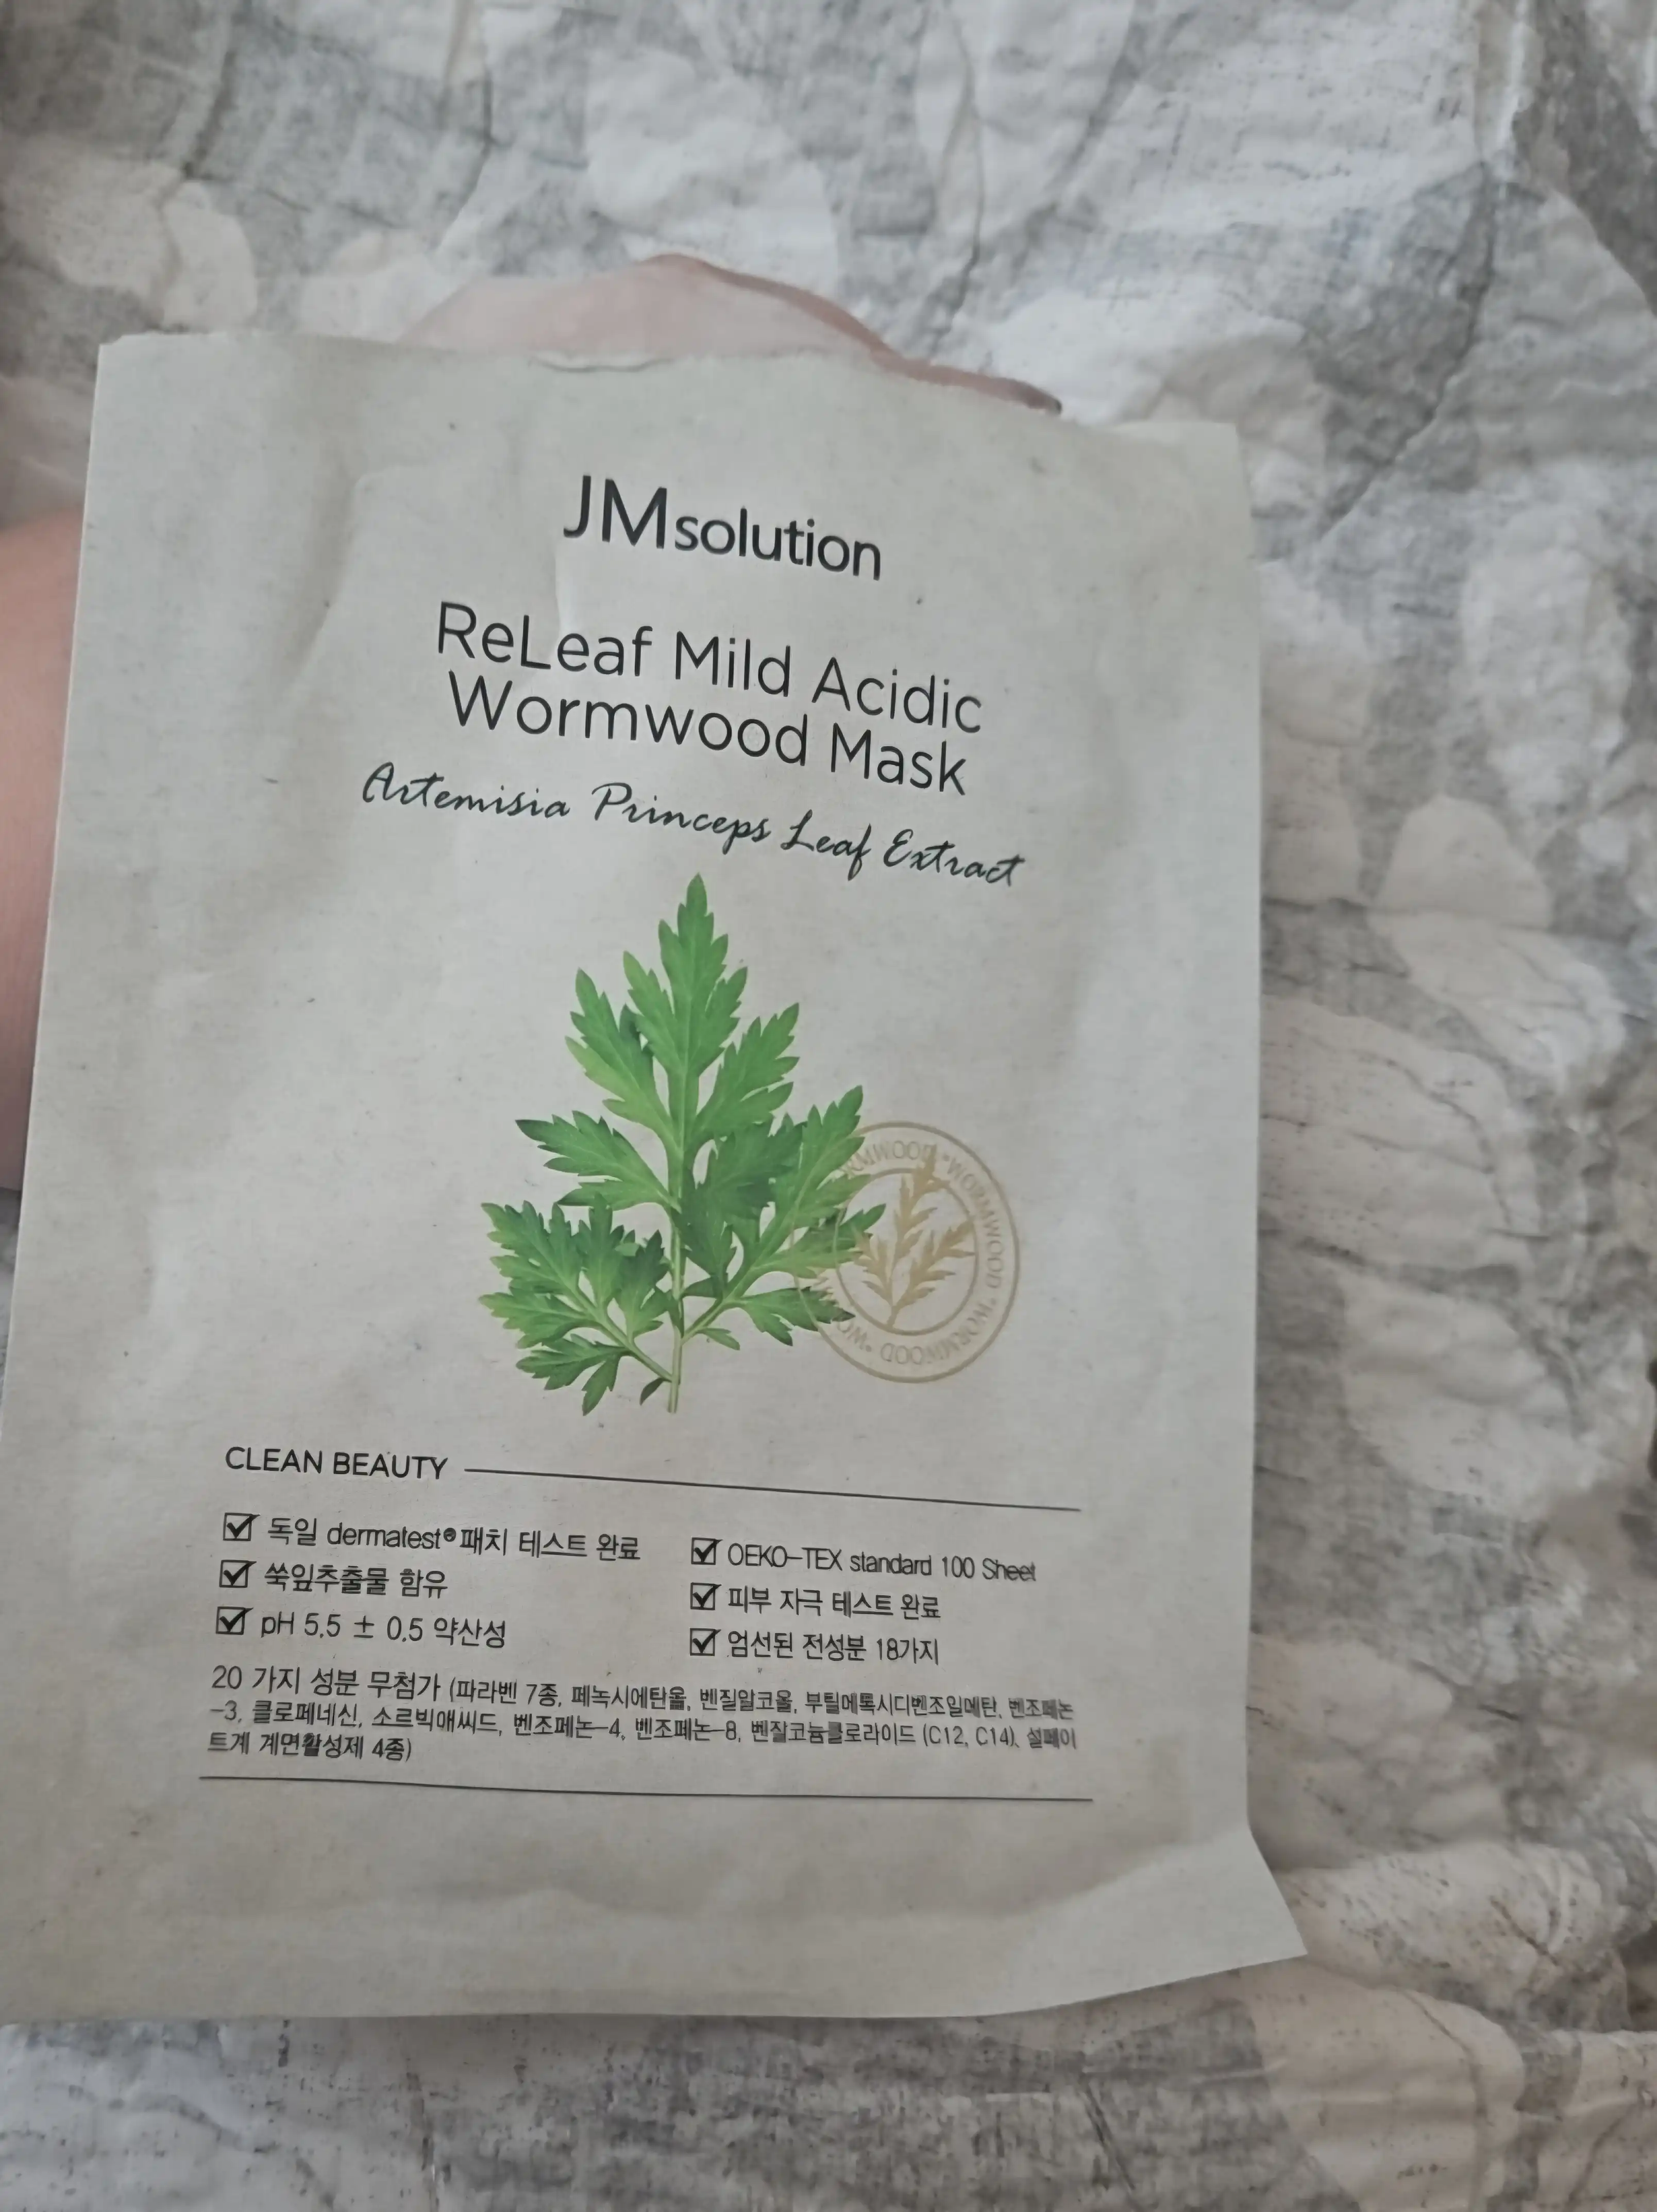 JMsolution
ReLeaf Mild Acidic
Wormwood Mask
Artemisia Princeps Leaf Extract
WORMWOOD • WORMWOOD • WORMWOOD •
CLEAN BEAUTY
독일 dermatest® 패치 테스트 완료
쑥잎추출물 함유
pH 5.5 ± 0.5 약산성
OEKO-TEX standard 100 Sheet
피부 자극 테스트 완료
엄선된 전성분 18가지
20 가지 성분 무첨가 (파라벤 7종, 페녹시에탄올, 벤질알코올, 부틸메톡시디벤조일메탄, 벤조페논
-3, 클로페네신, 소르빅애씨드, 벤조페논-4, 벤조페논-8, 벤잘코늄클로라이드 (C12, C14), 설페이
트계 계면활성제 4종)